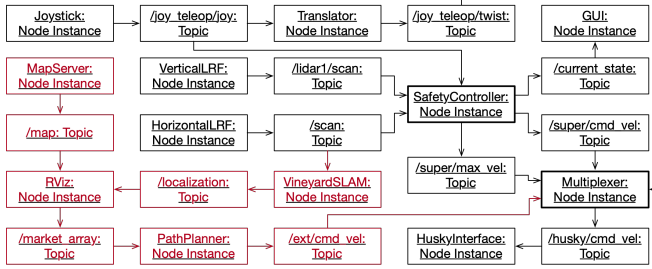 Joystick:
Node Instance
/joy_teleop/joy:
Topic
Translator:
Node Instance
/joy_teleop/twist:
Topic
GUI:
Node Instance
MapServer:
Node Instance
VerticalLRF:
Node Instance
/lidar1/scan:
Topic
SafetyController:
Node Instance
/current_state:
Topic
/map: Topic
HorizontalLRF:
Node Instance
/scan:
Topic
/super/cmd_vel:
Topic
RViz:
Node Instance
/localization:
Topic
VineyardSLAM:
Node Instance
/super/max_vel:
Topic
Multiplexer:
Node Instance
/market_array:
Topic
PathPlanner:
Node Instance
/ext/cmd_vel:
Topic
HuskyInterface:
Node Instance
/husky/cmd_vel:
Topic